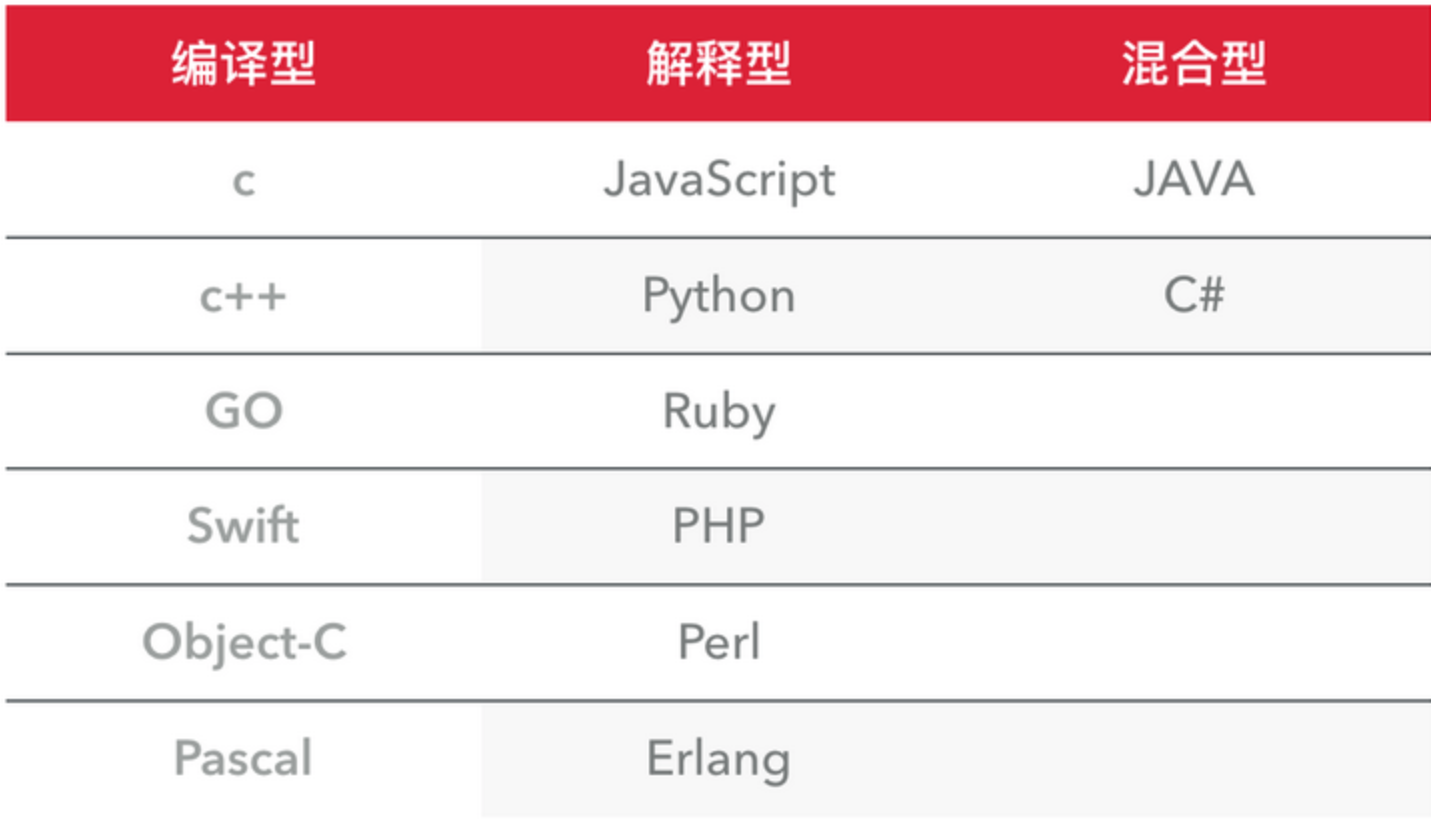 编译型 解释型 混合型
c JavaScript JAVA
c++ Python C#
GO Ruby
Swift PHP
Object-C Perl
Pascal Erlang